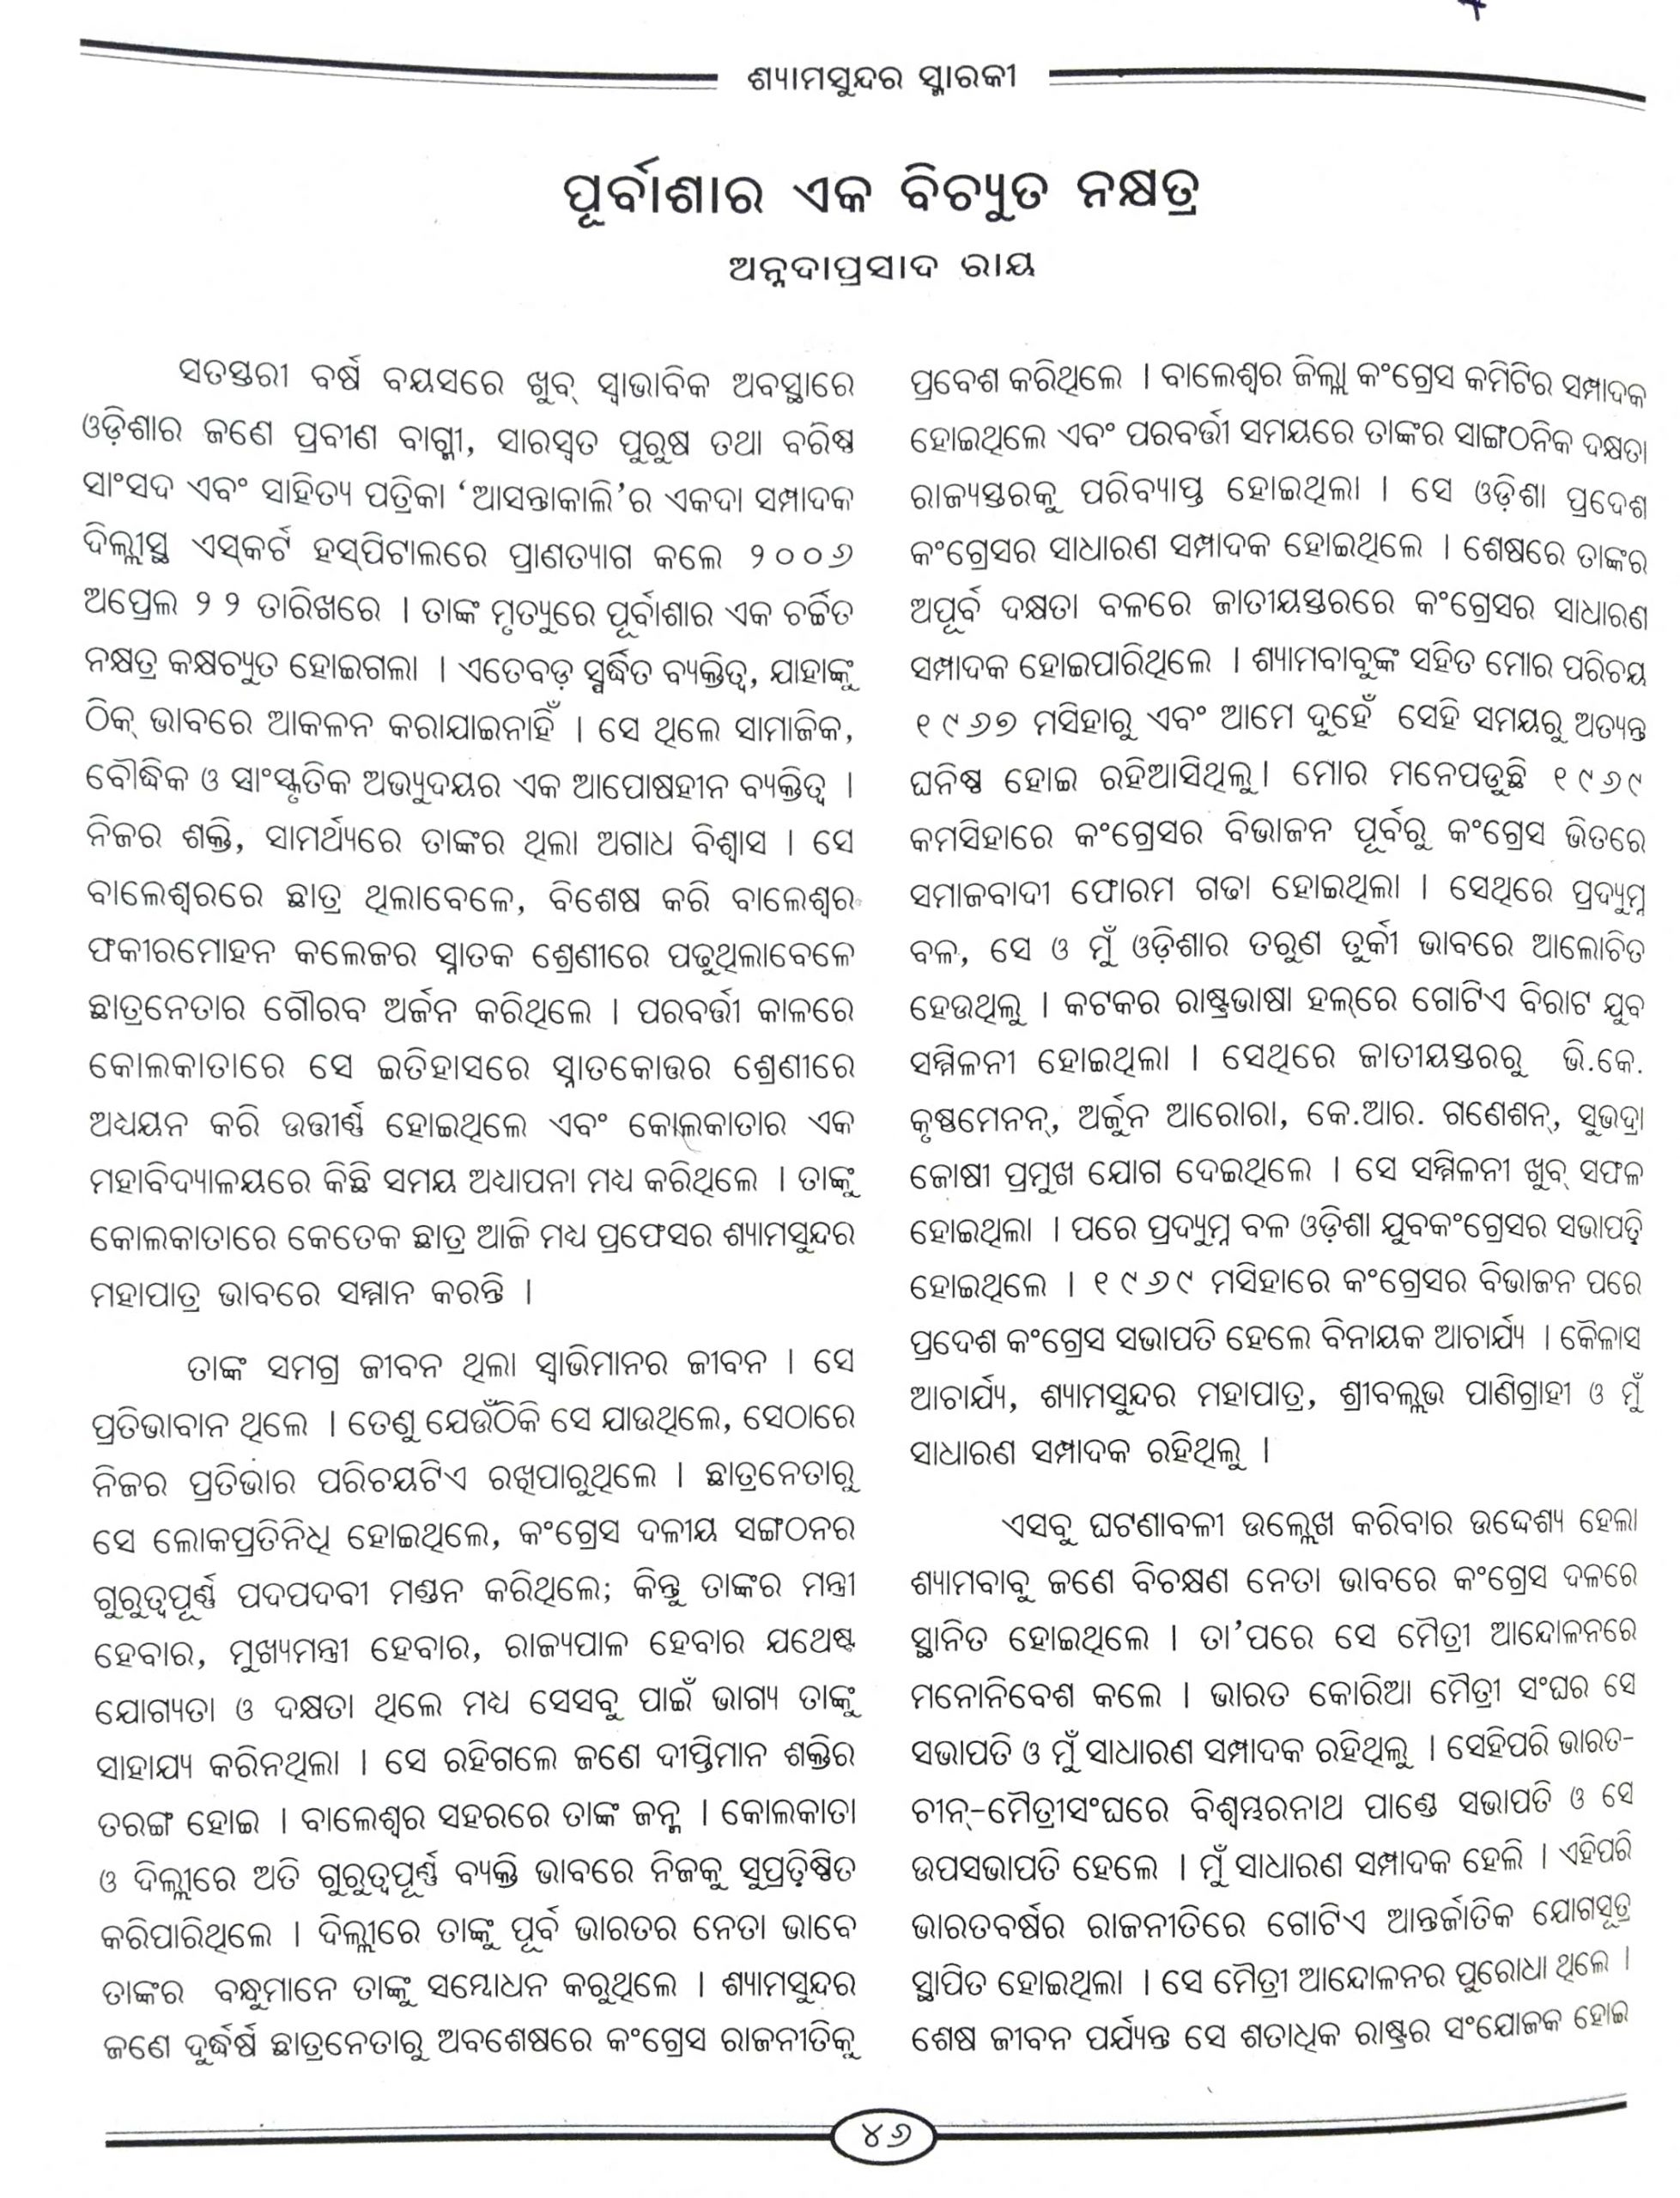 ଶ୍ୟାମସୁନ୍ଦର ସ୍ମାରକୀ
ପୂର୍ବାଶାର ଏକ ବିଚ୍ୟୁତ ନକ୍ଷତ୍ର
ଅନ୍ନଦାପ୍ରସାଦ ରାୟ
ସତସ୍ତରୀ ବର୍ଷ ବୟସରେ ଖୁବ୍ ସ୍ୱାଭାବିକ ଅବସ୍ଥାରେ
ଓଡ଼ିଶାର ଜଣେ ପ୍ରବୀଣ ବାଗ୍ମୀ, ସାରସ୍ୱତ ପୁରୁଷ ତଥା ବରିଷ୍ଠ
ସାଂସଦ ଏବଂ ସାହିତ୍ୟ ପତ୍ରିକା ‘ଆସନ୍ତାକାଲି’ର ଏକଦା ସମ୍ପାଦକ
ଦିଲ୍ଲୀସ୍ଥ ଏସ୍‌କର୍ଟ ହସ୍‌ପିଟାଲରେ ପ୍ରାଣତ୍ୟାଗ କଲେ ୨୦୦୬
ଅପ୍ରେଲ ୨୨ ତାରିଖରେ । ତାଙ୍କ ମୃତ୍ୟୁରେ ପୂର୍ବାଶାର ଏକ ଚର୍ଚ୍ଚିତ
ନକ୍ଷତ୍ର କକ୍ଷଚ୍ୟୁତ ହୋଇଗଲା । ଏତେବଡ଼ ସ୍ପର୍ଦ୍ଧିତ ବ୍ୟକ୍ତିତ୍ୱ, ଯାହାଙ୍କୁ
ଠିକ୍ ଭାବରେ ଆକଳନ କରାଯାଇନାହିଁ । ସେ ଥିଲେ ସାମାଜିକ,
ବୌଦ୍ଧିକ ଓ ସାଂସ୍କୃତିକ ଅଭ୍ୟୁଦୟର ଏକ ଆପୋଷହୀନ ବ୍ୟକ୍ତିତ୍ୱ ।
ନିଜର ଶକ୍ତି, ସାମର୍ଥ୍ୟରେ ତାଙ୍କର ଥିଲା ଅଗାଧ ବିଶ୍ୱାସ । ସେ
ବାଲେଶ୍ୱରରେ ଛାତ୍ର ଥିଲାବେଳେ, ବିଶେଷ କରି ବାଲେଶ୍ୱର
ଫକୀରମୋହନ କଲେଜର ସ୍ନାତକ ଶ୍ରେଣୀରେ ପଢୁଥିଲାବେଳେ
ଛାତ୍ରନେତାର ଗୌରବ ଅର୍ଜନ କରିଥିଲେ । ପରବର୍ତ୍ତୀ କାଳରେ
କୋଲକାତାରେ ସେ ଇତିହାସରେ ସ୍ନାତକୋତ୍ତର ଶ୍ରେଣୀରେ
ଅଧ୍ୟୟନ କରି ଉତ୍ତୀର୍ଣ୍ଣ ହୋଇଥିଲେ ଏବଂ କୋଲକାତାର ଏକ
ମହାବିଦ୍ୟାଳୟରେ କିଛି ସମୟ ଅଧ୍ୟାପନା ମଧ୍ୟ କରିଥିଲେ । ତାଙ୍କୁ
କୋଲକାତାରେ କେତେକ ଛାତ୍ର ଆଜି ମଧ୍ୟ ପ୍ରଫେସର ଶ୍ୟାମସୁନ୍ଦର
ମହାପାତ୍ର ଭାବରେ ସମ୍ମାନ କରନ୍ତି ।
ତାଙ୍କ ସମଗ୍ର ଜୀବନ ଥିଲା ସ୍ୱାଭିମାନର ଜୀବନ । ସେ
ପ୍ରତିଭାବାନ ଥିଲେ । ତେଣୁ ଯେଉଁଠିକି ସେ ଯାଉଥିଲେ, ସେଠାରେ
ନିଜର ପ୍ରତିଭାର ପରିଚୟଟିଏ ରଖିପାରୁଥିଲେ । ଛାତ୍ରନେତାରୁ
ସେ ଲୋକପ୍ରତିନିଧି ହୋଇଥିଲେ, କଂଗ୍ରେସ ଦଳୀୟ ସଙ୍ଗଠନର
ଗୁରୁତ୍ୱପୂର୍ଣ୍ଣ ପଦପଦବୀ ମଣ୍ଡନ କରିଥିଲେ; କିନ୍ତୁ ତାଙ୍କର ମନ୍ତ୍ରୀ
ହେବାର, ମୁଖ୍ୟମନ୍ତ୍ରୀ ହେବାର, ରାଜ୍ୟପାଳ ହେବାର ଯଥେଷ୍ଟ
ଯୋଗ୍ୟତା ଓ ଦକ୍ଷତା ଥିଲେ ମଧ୍ୟ ସେସବୁ ପାଇଁ ଭାଗ୍ୟ ତାଙ୍କୁ
ସାହାଯ୍ୟ କରିନଥିଲା । ସେ ରହିଗଲେ ଜଣେ ଦୀପ୍ତିମାନ ଶକ୍ତିର
ତରଙ୍ଗ ହୋଇ । ବାଲେଶ୍ୱର ସହରରେ ତାଙ୍କ ଜନ୍ମ । କୋଲକାତା
ଓ ଦିଲ୍ଲୀରେ ଅତି ଗୁରୁତ୍ୱପୂର୍ଣ୍ଣ ବ୍ୟକ୍ତି ଭାବରେ ନିଜକୁ ସୁପ୍ରତିଷ୍ଠିତ
କରିପାରିଥିଲେ । ଦିଲ୍ଲୀରେ ତାଙ୍କୁ ପୂର୍ବ ଭାରତର ନେତା ଭାବେ
ତାଙ୍କର ବନ୍ଧୁମାନେ ତାଙ୍କୁ ସମ୍ବୋଧନ କରୁଥିଲେ । ଶ୍ୟାମସୁନ୍ଦର
ଜଣେ ଦୁର୍ଦ୍ଧର୍ଷ ଛାତ୍ରନେତାରୁ ଅବଶେଷରେ କଂଗ୍ରେସ ରାଜନୀତିକୁ
ପ୍ରବେଶ କରିଥିଲେ । ବାଲେଶ୍ୱର ଜିଲ୍ଲା କଂଗ୍ରେସ କମିଟିର ସମ୍ପାଦକ
ହୋଇଥିଲେ ଏବଂ ପରବର୍ତ୍ତୀ ସମୟରେ ତାଙ୍କର ସାଙ୍ଗଠନିକ ଦକ୍ଷତା
ରାଜ୍ୟସ୍ତରକୁ ପରିବ୍ୟାପ୍ତ ହୋଇଥିଲା । ସେ ଓଡ଼ିଶା ପ୍ରଦେଶ
କଂଗ୍ରେସର ସାଧାରଣ ସମ୍ପାଦକ ହୋଇଥିଲେ । ଶେଷରେ ତାଙ୍କର
ଅପୂର୍ବ ଦକ୍ଷତା ବଳରେ ଜାତୀୟସ୍ତରରେ କଂଗ୍ରେସର ସାଧାରଣ
ସମ୍ପାଦକ ହୋଇପାରିଥିଲେ । ଶ୍ୟାମବାବୁଙ୍କ ସହିତ ମୋର ପରିଚୟ
୧୯୬୭ ମସିହାରୁ ଏବଂ ଆମେ ଦୁହେଁ ସେହି ସମୟରୁ ଅତ୍ୟନ୍ତ
ଘନିଷ୍ଠ ହୋଇ ରହିଆସିଥିଲୁ। ମୋର ମନେପଡୁଛି ୧୯୬୯
କମସିହାରେ କଂଗ୍ରେସର ବିଭାଜନ ପୂର୍ବରୁ କଂଗ୍ରେସ ଭିତରେ
ସମାଜବାଦୀ ଫୋରମ ଗଢା ହୋଇଥିଲା । ସେଥିରେ ପ୍ରଦ୍ୟୁମ୍ନ
ବଳ, ସେ ଓ ମୁଁ ଓଡ଼ିଶାର ତରୁଣ ତୁର୍କୀ ଭାବରେ ଆଲୋଚିତ
ହେଉଥିଲୁ । କଟକର ରାଷ୍ଟ୍ରଭାଷା ହଲ୍‌ରେ ଗୋଟିଏ ବିରାଟ ଯୁବ
ସମ୍ମିଳନୀ ହୋଇଥିଲା । ସେଥିରେ ଜାତୀୟସ୍ତରରୁ ଭି.କେ.
କୃଷ୍ଣମେନନ୍, ଅର୍ଜୁନ ଆରୋରା, କେ.ଆର. ଗଣେଶନ୍, ସୁଭଦ୍ରା
ଜୋଷୀ ପ୍ରମୁଖ ଯୋଗ ଦେଇଥିଲେ । ସେ ସମ୍ମିଳନୀ ଖୁବ୍ ସଫଳ
ହୋଇଥିଲା । ପରେ ପ୍ରଦ୍ୟୁମ୍ନ ବଳ ଓଡ଼ିଶା ଯୁବକଂଗ୍ରେସର ସଭାପତି
ହୋଇଥିଲେ । ୧୯୬୯ ମସିହାରେ କଂଗ୍ରେସର ବିଭାଜନ ପରେ
ପ୍ରଦେଶ କଂଗ୍ରେସ ସଭାପତି ହେଲେ ବିନାୟକ ଆଚାର୍ଯ୍ୟ । କୈଳାସ
ଆଚାର୍ଯ୍ୟ, ଶ୍ୟାମସୁନ୍ଦର ମହାପାତ୍ର, ଶ୍ରୀବଲ୍ଲଭ ପାଣିଗ୍ରାହୀ ଓ ମୁଁ
ସାଧାରଣ ସମ୍ପାଦକ ରହିଥିଲୁ ।
ଏସବୁ ଘଟଣାବଳୀ ଉଲ୍ଲେଖ କରିବାର ଉଦ୍ଦେଶ୍ୟ ହେଲା
ଶ୍ୟାମବାବୁ ଜଣେ ବିଚକ୍ଷଣ ନେତା ଭାବରେ କଂଗ୍ରେସ ଦଳରେ
ସ୍ଥାନିତ ହୋଇଥିଲେ । ତା’ପରେ ସେ ମୈତ୍ରୀ ଆନ୍ଦୋଳନରେ
ମନୋନିବେଶ କଲେ । ଭାରତ କୋରିଆ ମୈତ୍ରୀ ସଂଘର ସେ
ସଭାପତି ଓ ମୁଁ ସାଧାରଣ ସମ୍ପାଦକ ରହିଥିଲୁ । ସେହିପରି ଭାରତ-
ଚୀନ୍-ମୈତ୍ରୀସଂଘରେ ବିଶ୍ୱମ୍ଭରନାଥ ପାଣ୍ଡେ ସଭାପତି ଓ ସେ
ଉପସଭାପତି ହେଲେ । ମୁଁ ସାଧାରଣ ସମ୍ପାଦକ ହେଲି । ଏହିପରି
ଭାରତବର୍ଷର ରାଜନୀତିରେ ଗୋଟିଏ ଆନ୍ତର୍ଜାତିକ ଯୋଗସୂତ୍ର
ସ୍ଥାପିତ ହୋଇଥିଲା । ସେ ମୈତ୍ରୀ ଆନ୍ଦୋଳନର ପୁରୋଧା ଥିଲେ ।
ଶେଷ ଜୀବନ ପର୍ଯ୍ୟନ୍ତ ସେ ଶତାଧିକ ରାଷ୍ଟ୍ରର ସଂଯୋଜକ ହୋଇ
୪୬